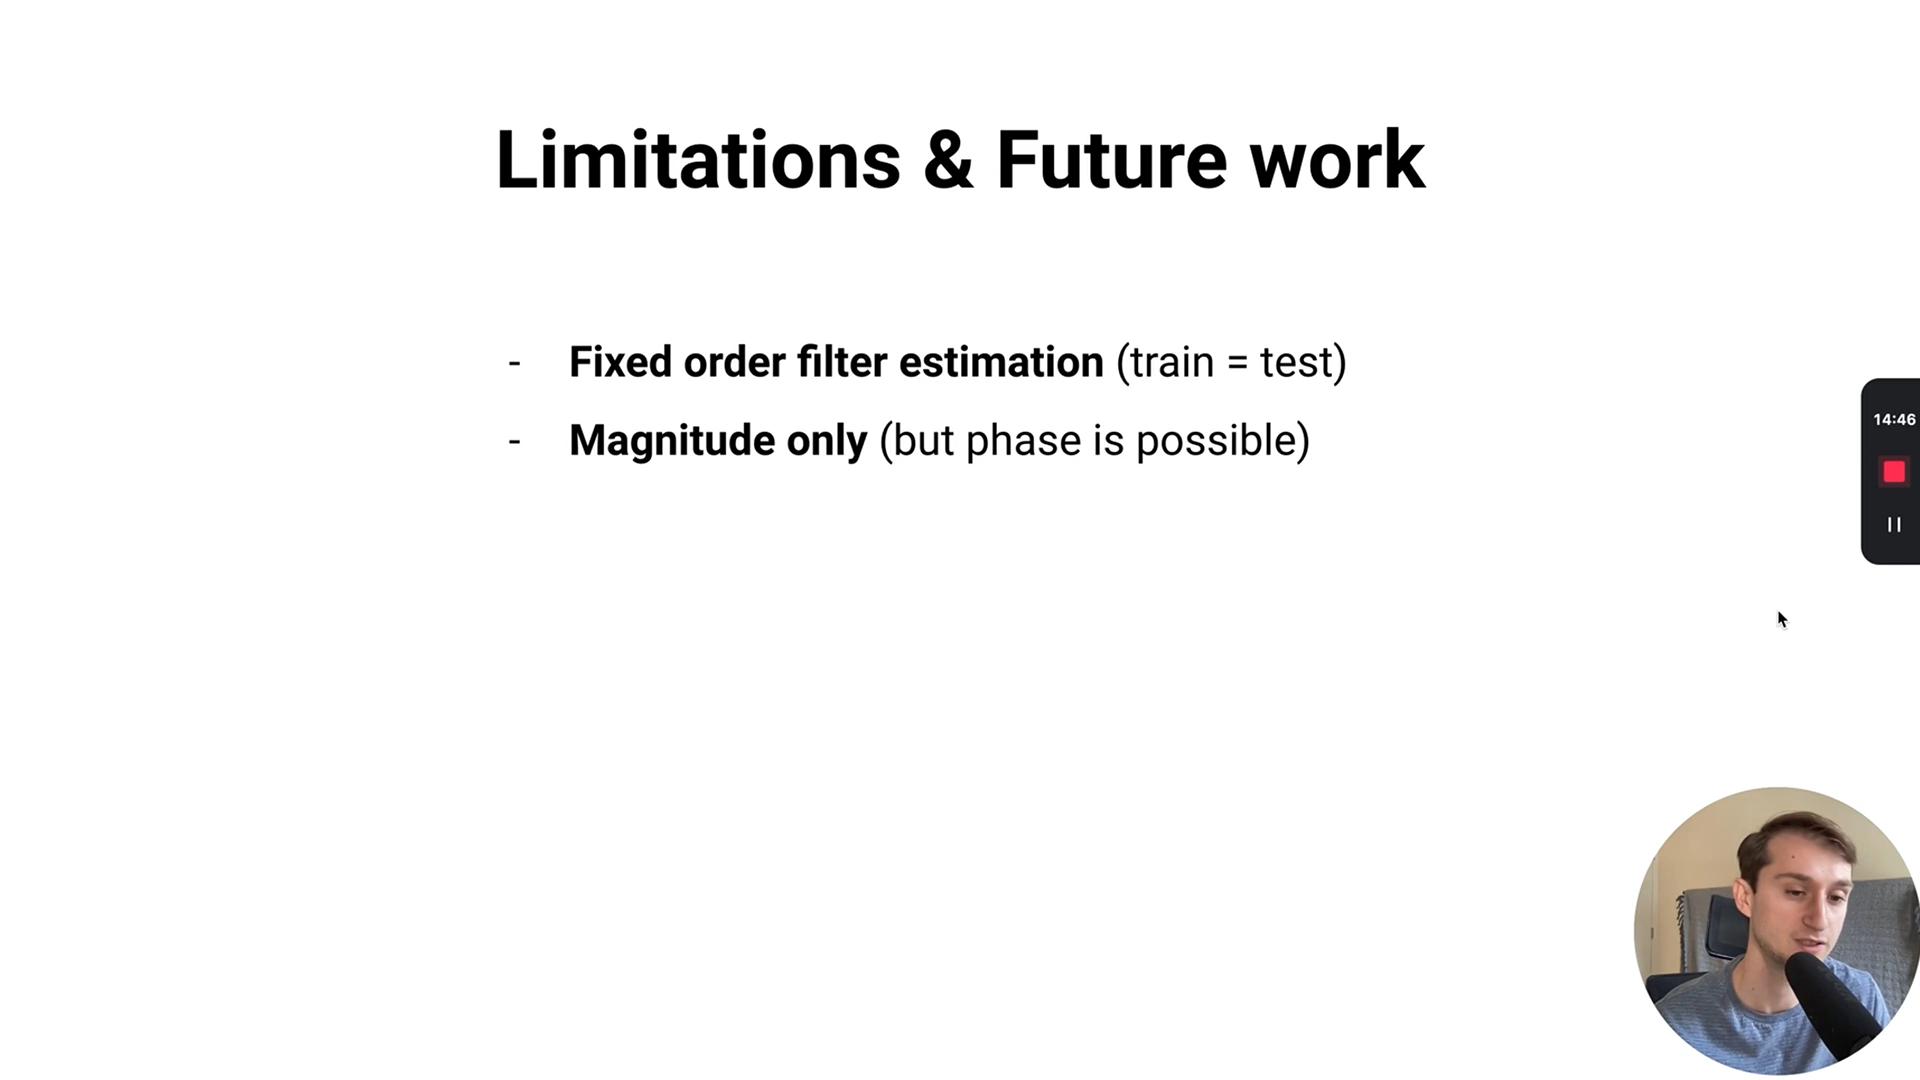 Limitations & Future work
- Fixed order filter estimation (train = test)
- Magnitude only (but phase is possible)
14:46